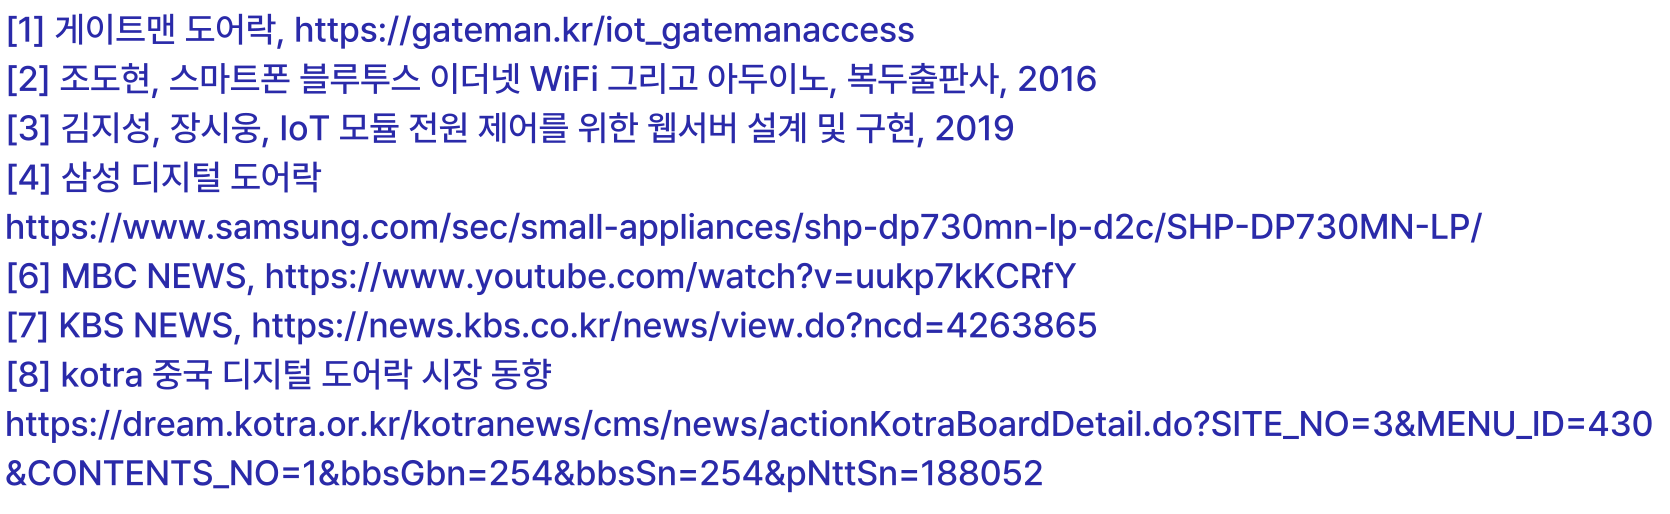 [1] 게이트맨 도어락, https://gateman.kr/iot_gatemanaccess
[2] 조도현, 스마트폰 블루투스 이더넷 WiFi 그리고 아두이노, 복두출판사, 2016
[3] 김지성, 장시웅, IoT 모듈 전원 제어를 위한 웹서버 설계 및 구현, 2019
[4] 삼성 디지털 도어락
https://www.samsung.com/sec/small-appliances/shp-dp730mn-lp-d2c/SHP-DP730MN-LP/
[6] MBC NEWS, https://www.youtube.com/watch?v=uukp7kKCRfY
[7] KBS NEWS, https://news.kbs.co.kr/news/view.do?ncd=4263865
[8] kotra 중국 디지털 도어락 시장 동향
https://dream.kotra.or.kr/kotranews/cms/news/actionKotraBoardDetail.do?SITE_NO=3&MENU_ID=430
&CONTENTS_NO=1&bbsGbn=254&bbsSn=254&pNttSn=188052